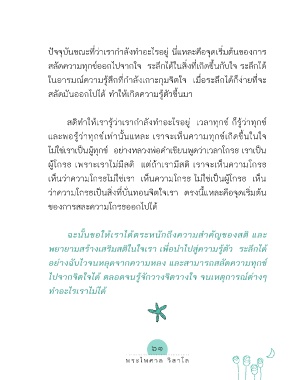 ปัจจุบันขณะที่ว่าเรากำลังทำอะไรอยู่ นี่แหละคือจุดเริ่มต้นของการ
สลัดความทุกข์ออกไปจากใจ ระลึกได้ในสิ่งที่เกิดขึ้นกับใจ ระลึกได้
ในอารมณ์ความรู้สึกที่กำลังเกาะกุมจิตใจ เมื่อระลึกได้ก็ง่ายที่จะ
สลัดมันออกไปได้ ทำให้เกิดความรู้ตัวขึ้นมา
สติทำให้เรารู้ว่าเรากำลังทำอะไรอยู่ เวลาทุกข์ ก็รู้ว่าทุกข์
และพอรู้ว่าทุกข์เท่านั้นแหละ เราจะเห็นความทุกข์เกิดขึ้นในใจ
ไม่ใช่เราเป็นผู้ทุกข์ อย่างหลวงพ่อคำเขียนพูดว่าเวลาโกรธ เราเป็น
ผู้โกรธ เพราะเราไม่มีสติ แต่ถ้าเรามีสติ เราจะเห็นความโกรธ
เห็นว่าความโกรธไม่ใช่เรา เห็นความโกรธ ไม่ใช่เป็นผู้โกรธ เห็น
ว่าความโกรธเป็นสิ่งที่บั่นทอนจิตใจเรา ตรงนี้แหละคือจุดเริ่มต้น
ของการสละความโกรธออกไปได้
ฉะนั้นขอให้เราได้ตระหนักถึงความสำคัญของสติ และ
พยายามสร้างเสริมสติในใจเรา เพื่อนำไปสู่ความรู้ตัว ระลึกได้
อย่างฉับไวจนหลุดจากความหลง และสามารถสลัดความทุกข์
ไปจากจิตใจได้ ตลอดจนรู้จักวางจิตวางใจ จนเหตุการณ์ต่างๆ
ทำอะไรเราไม่ได้
๖๑
พระไพศาล วิสาโล